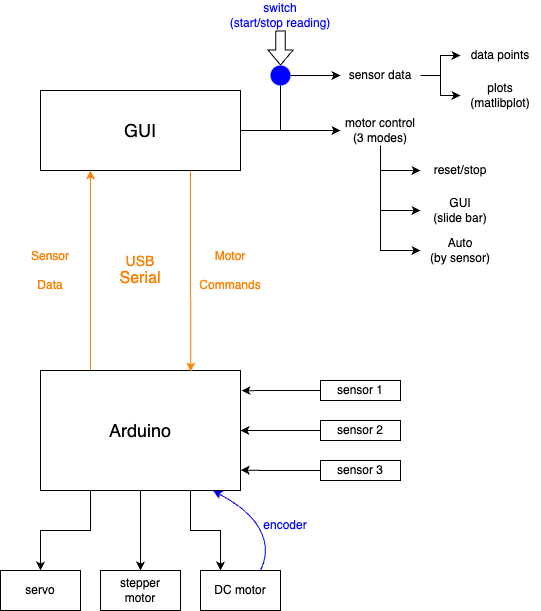 switch
(start/stop reading)
sensor data
data points
plots
(matlibplot)
GUI
motor control
(3 modes)
reset/stop
GUI
(slide bar)
Auto
(by sensor)
Sensor
Data
USB
Serial
Motor
Commands
Arduino
sensor 1
sensor 2
sensor 3
encoder
servo
stepper
motor
DC motor